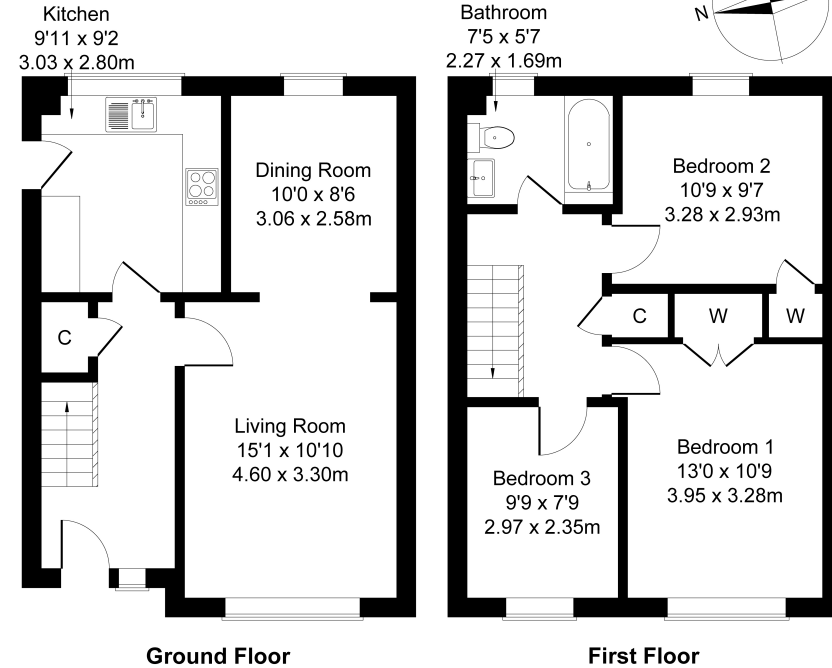 Kitchen
9'11 x 9'2
3.03 x 2.80m
Dining Room
10'0 x 8'6
3.06 x 2.58m
C
Living Room
15'1 x 10'10
4.60 x 3.30m
Ground Floor
N
Bathroom
7'5 x 5'7
2.27 x 1.69m
Bedroom 2
10'9 x 9'7
3.28 x 2.93m
C
W
W
Bedroom 1
13'0 x 10'9
3.95 x 3.28m
Bedroom 3
9'9 x 7'9
2.97 x 2.35m
First Floor